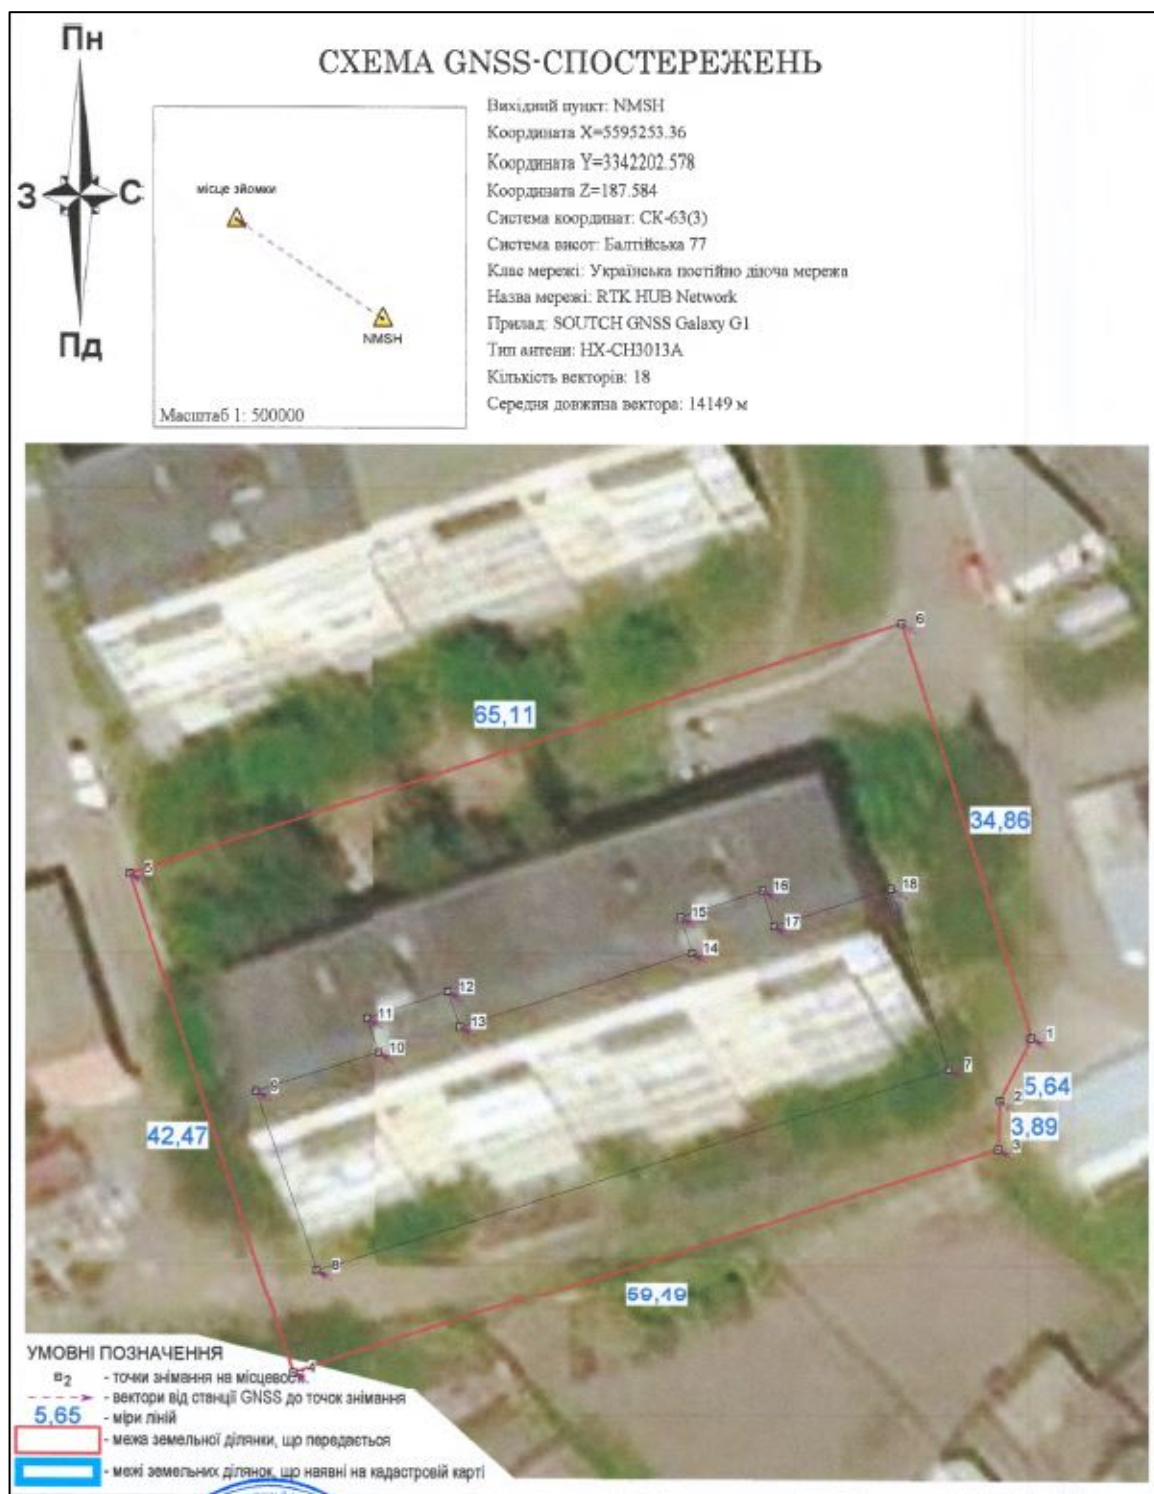 Пн
СХЕМА GNSS-СПОСТЕРЕЖЕНЬ
З
С
Пд
місце зйомки
NMSH
Масштаб 1: 500000
Вихідний пункт: NMSH
Координата X=5595253.36
Координата Y=3342202.578
Координата Z=187.584
Система координат: СК-63(3)
Система висот: Балтійська 77
Клас мережі: Українська постійно діюча мережа
Назва мережі: RTK HUB Network
Прилад: SOUTCH GNSS Galaxy G1
Тип антени: HX-CH3013A
Кількість векторів: 18
Середня довжина вектора: 14149 м
6
65,11
34,86
5
16
18
15
17
14
12
11
13
10
1
9
7
2
5,64
42,47
3,89
3
8
59,49
4
УМОВНІ ПОЗНАЧЕННЯ
2 - точки знімання на місцевості.
- вектори від станції GNSS до точок знімання
5,65 - міри ліній
- межа земельної ділянки, що передається
- межі земельних ділянок, що наявні на кадастровій карті